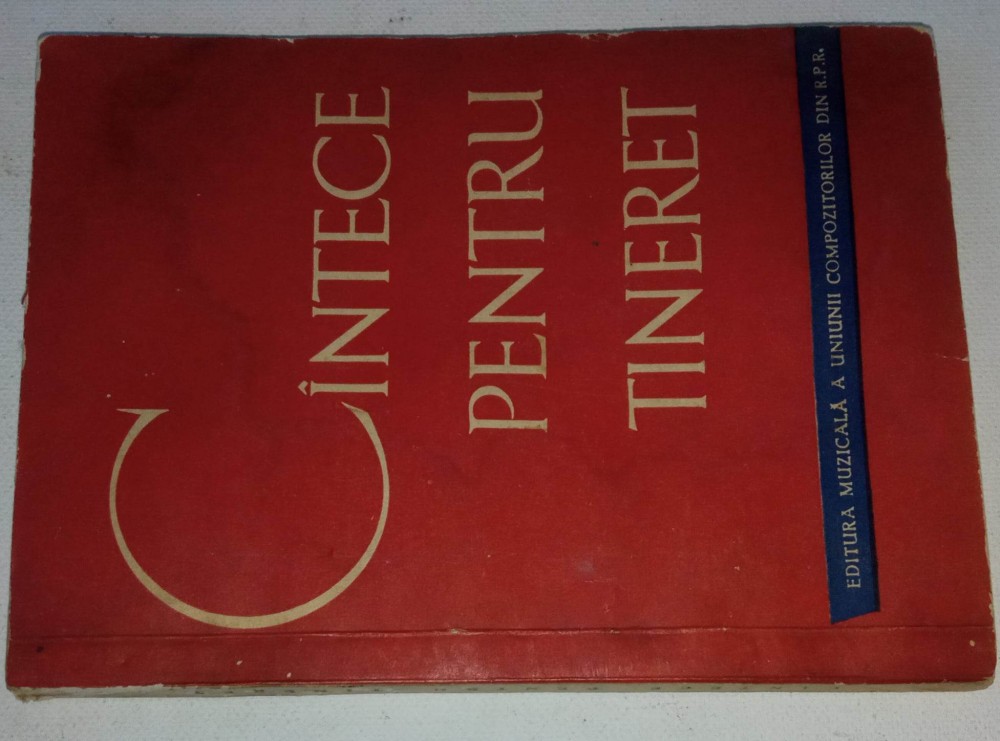 CÎNTECE
PENTRU
TINERET
EDITURA MUZICALĂ A UNIUNII COMPOZITORILOR DIN R.P.R.